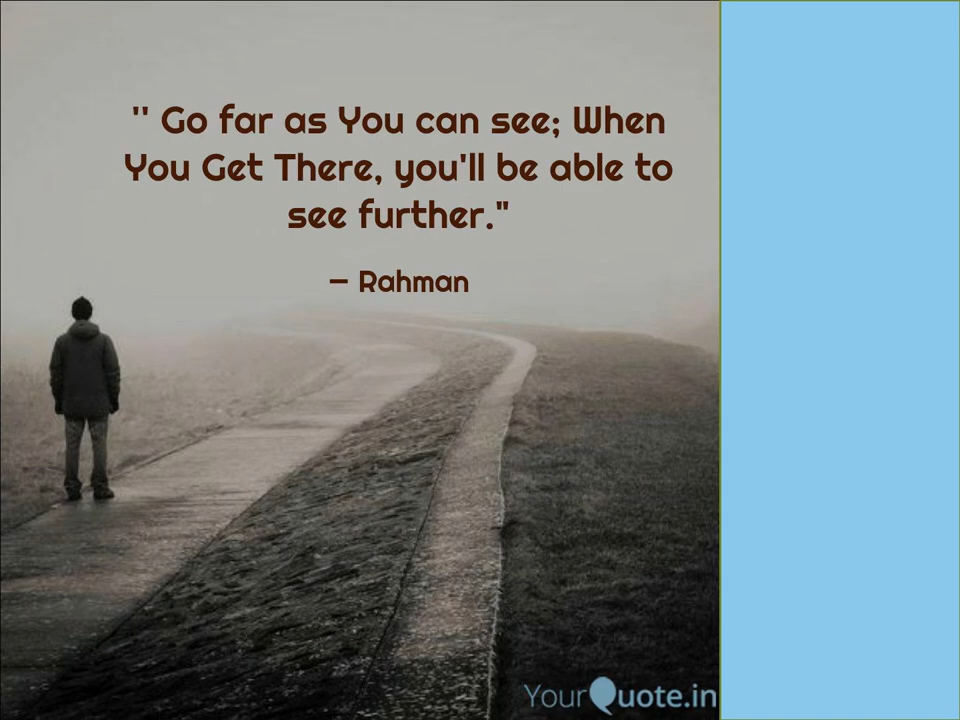 '' Go far as You can see; When
You Get There, you'll be able to
see further."
— Rahman
YourQuote.in